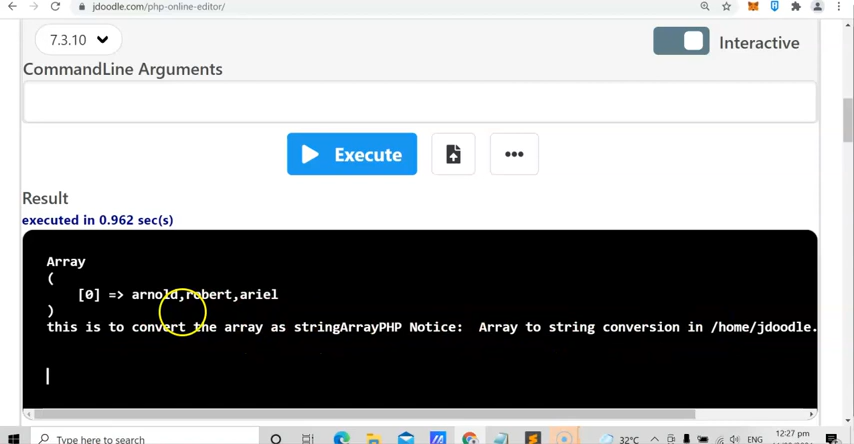 jdoodle.com/php-online-editor/
7.3.10
Interactive
CommandLine Arguments
Execute
Result
executed in 0.962 sec(s)
Array
(
[0] => arnold,robert,ariel
)
this is to convert the array as stringArrayPHP Notice:  Array to string conversion in /home/jdoodle.
Type here to search
32°C
ENG
12:27 pm